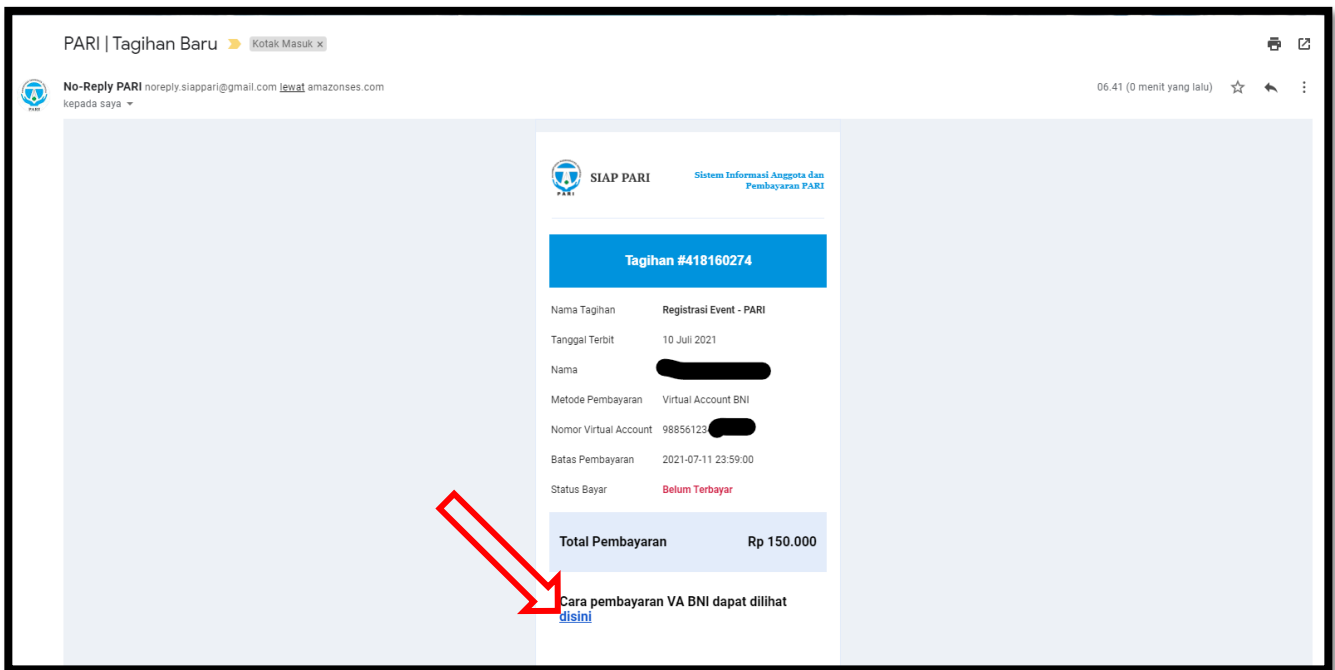 PARI | Tagihan Baru Kotak Masuk x
No-Reply PARI noreply.siappari@gmail.com lewat amazonses.com
06.41 (0 menit yang lalu)
kepada saya
PARI
SIAP PARI
Sistem Informasi Anggota dan
Pembayaran PARI
PARI
Tagihan #418160274
Nama Tagihan Registrasi Event - PARI
Tanggal Terbit 10 Juli 2021
Nama
Metode Pembayaran Virtual Account BNI
Nomor Virtual Account 98856123
Batas Pembayaran 2021-07-11 23:59:00
Status Bayar Belum Terbayar
Total Pembayaran Rp 150.000
Cara pembayaran VA BNI dapat dilihat
disini